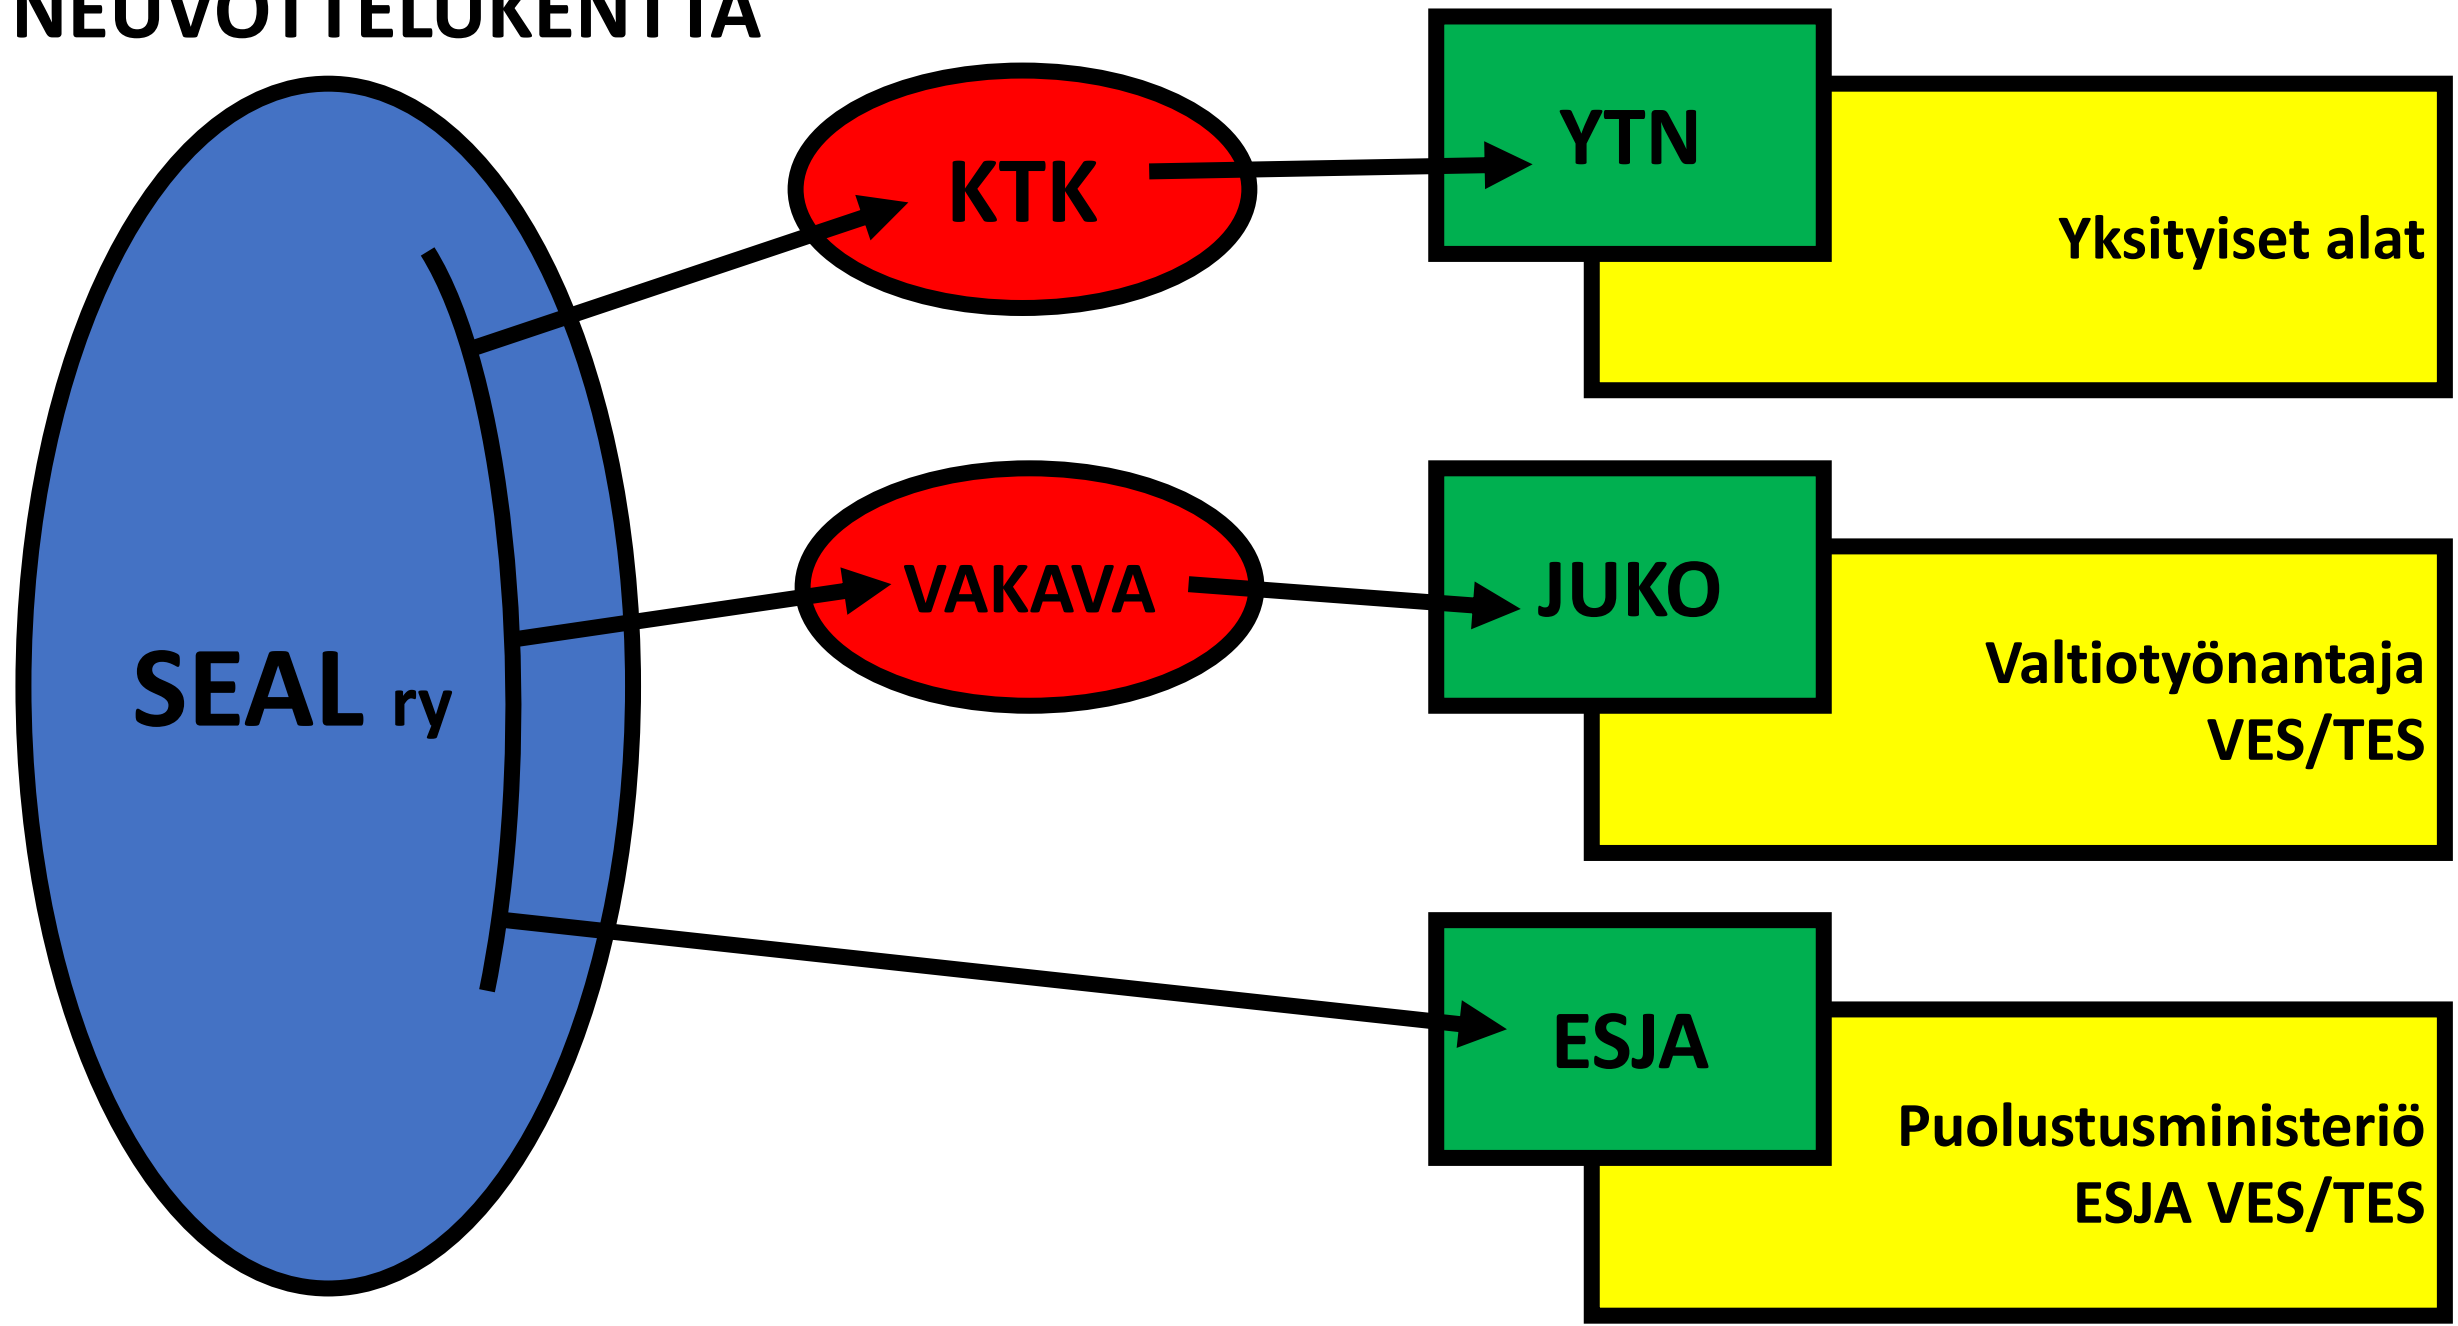 NEUVOTTELUKENTTÄ
KTK
YTN
Yksityiset alat
SEAL ry
VAKAVA
JUKO
Valtiotyönantaja
VES/TES
ESJA
Puolustusministeriö
ESJA VES/TES